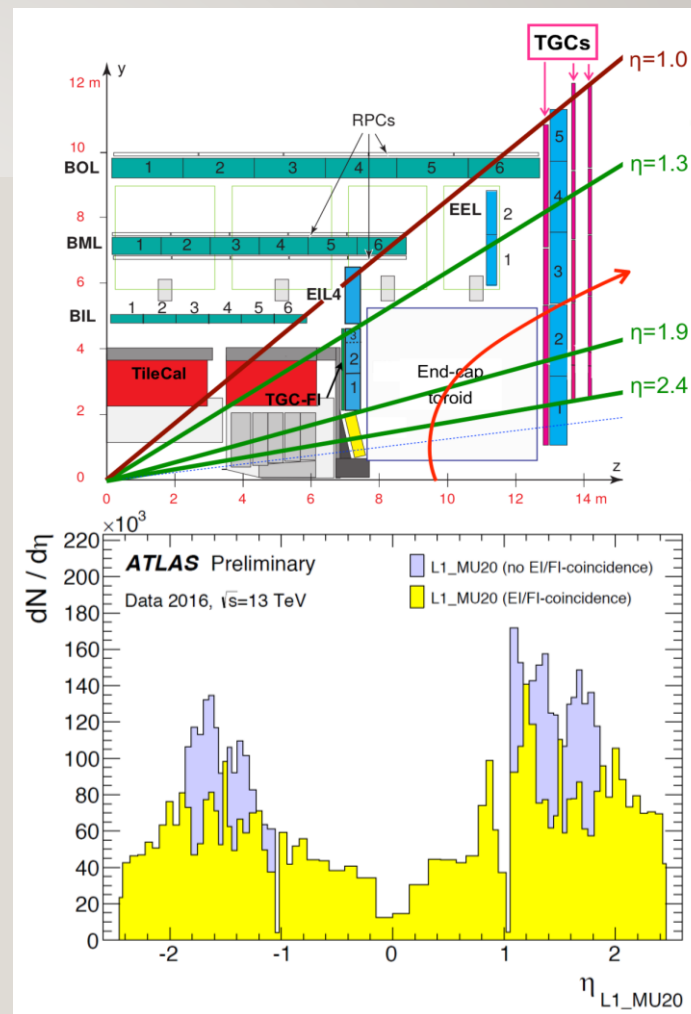 y
TGCs
η=1.0
12 m
10
RPCs
BOL
1 2 3 4 5 6
5
η=1.3
8
EEL
2
4
BML
1 2 3 4 5 6
1
6
EIL4
3
BIL
1 2 3 4 5 6
4
3
η=1.9
TileCal
2
2
End-cap
toroid
TGC-FI
1
η=2.4
2
1
0
z
0 2 4 6 8 10 12 14 m
×10³
dN / dη
220
200
180
160
140
120
100
80
60
40
20
0
ATLAS Preliminary
Data 2016, √s=13 TeV
L1_MU20 (no EI/FI-coincidence)
L1_MU20 (EI/FI-coincidence)
-2 -1 0 1 2
η L1_MU20